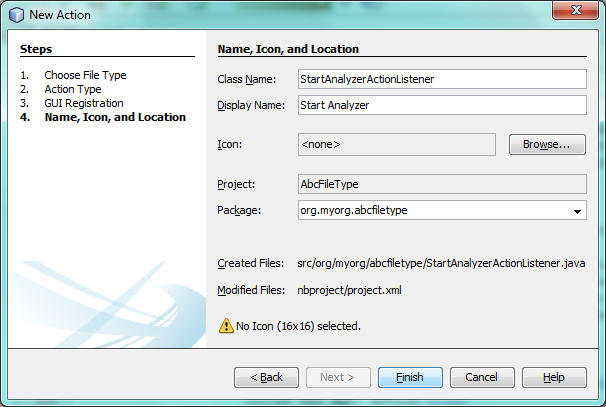 New Action
Steps
1. Choose File Type
2. Action Type
3. GUI Registration
4. Name, Icon, and Location
Name, Icon, and Location
Class Name: StartAnalyzerActionListener
Display Name: Start Analyzer
Icon: <none> Browse...
Project: AbcFileType
Package: org.myorg.abcfiletype
Created Files: src/org/myorg/abcfiletype/StartAnalyzerActionListener.java
Modified Files: nbproject/project.xml
No Icon (16x16) selected.
< Back Next > Finish Cancel Help